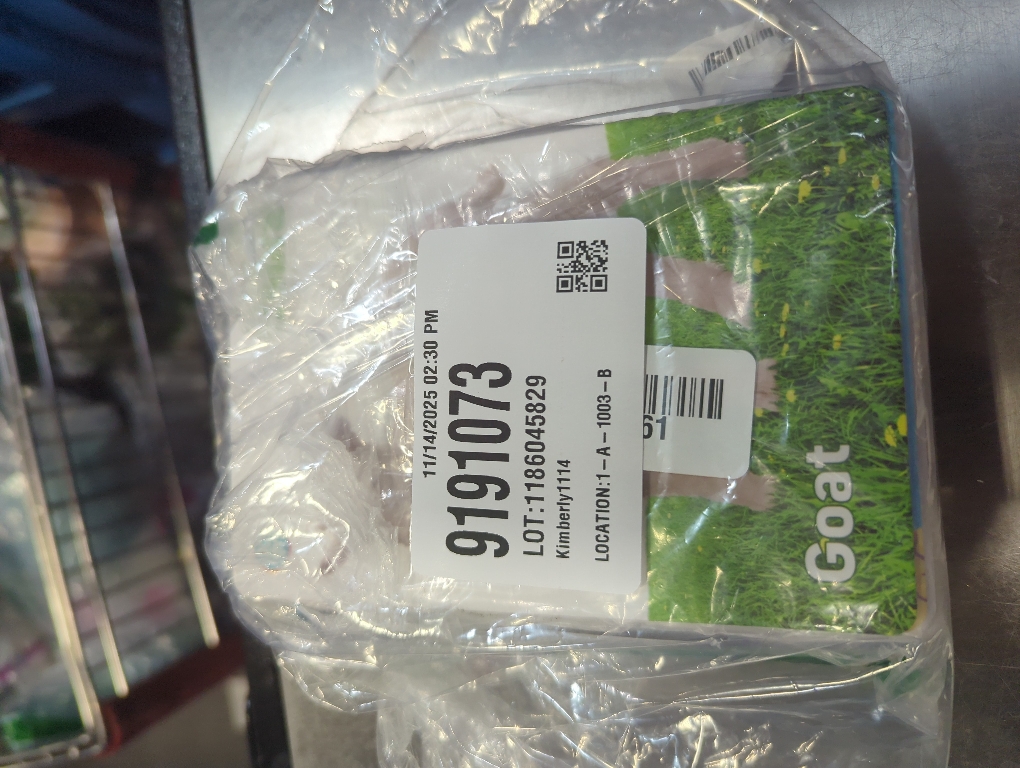 11/14/2025 02:30 PM
9191073
LOT:1186045829
Kimberly1114
LOCATION:1-A-1003-B
61
Goat